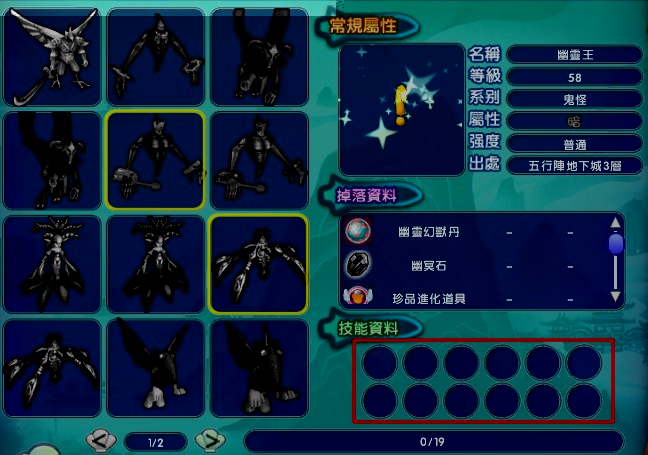 常規屬性
名稱 幽靈王
等級 58
系別 鬼怪
屬性 暗
强度 普通
出處 五行陣地下城3層
掉落資料
幽靈幻獸丹 - -
幽冥石 - -
珍品進化道具 - -
技能資料
< 1/2 >
0/19